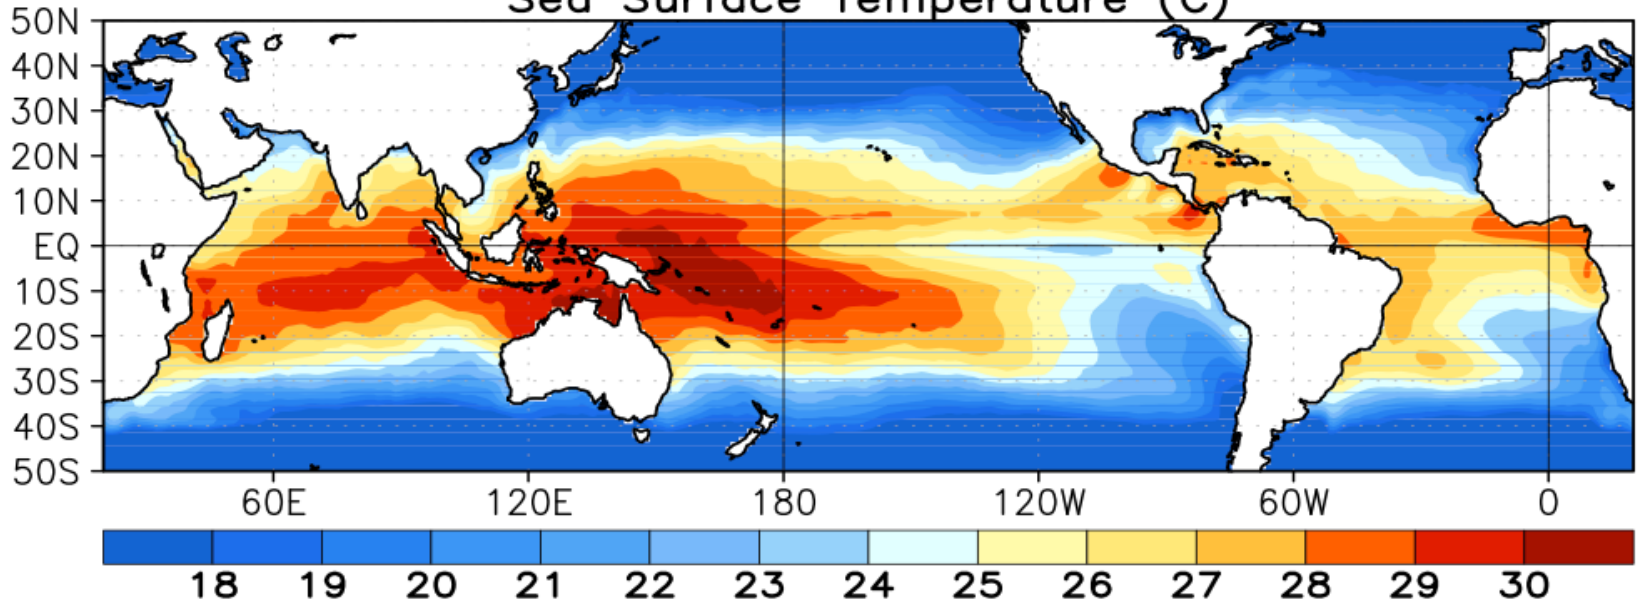 Sea Surface Temperature (C)
50N
40N
30N
20N
10N
EQ
10S
20S
30S
40S
50S
60E 120E 180 120W 60W 0
18 19 20 21 22 23 24 25 26 27 28 29 30